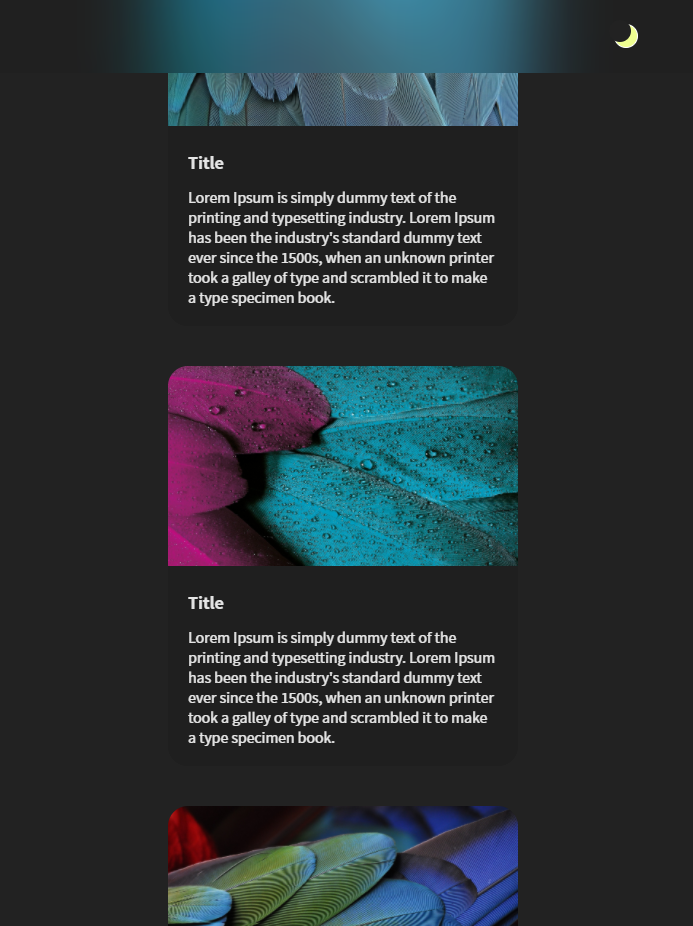 Title
Lorem Ipsum is simply dummy text of the
printing and typesetting industry. Lorem Ipsum
has been the industry's standard dummy text
ever since the 1500s, when an unknown printer
took a galley of type and scrambled it to make
a type specimen book.
Title
Lorem Ipsum is simply dummy text of the
printing and typesetting industry. Lorem Ipsum
has been the industry's standard dummy text
ever since the 1500s, when an unknown printer
took a galley of type and scrambled it to make
a type specimen book.